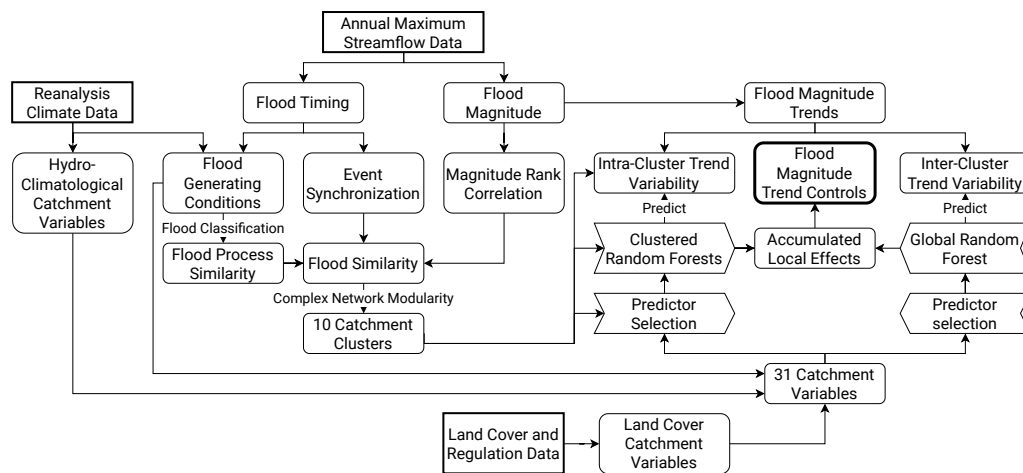 Annual Maximum
Streamflow Data
Reanalysis
Climate Data
Flood Timing
Flood
Magnitude
Flood Magnitude
Trends
Hydro-
Climatological
Catchment
Variables
Flood
Generating
Conditions
Event
Synchronization
Magnitude Rank
Correlation
Intra-Cluster Trend
Variability
Flood
Magnitude
Trend Controls
Inter-Cluster
Trend Variability
Flood Classification
Predict
Predict
Flood Process
Similarity
Flood Similarity
Clustered
Random Forests
Accumulated
Local Effects
Global Random
Forest
Complex Network Modularity
10 Catchment
Clusters
Predictor
Selection
Predictor
selection
31 Catchment
Variables
Land Cover and
Regulation Data
Land Cover
Catchment
Variables